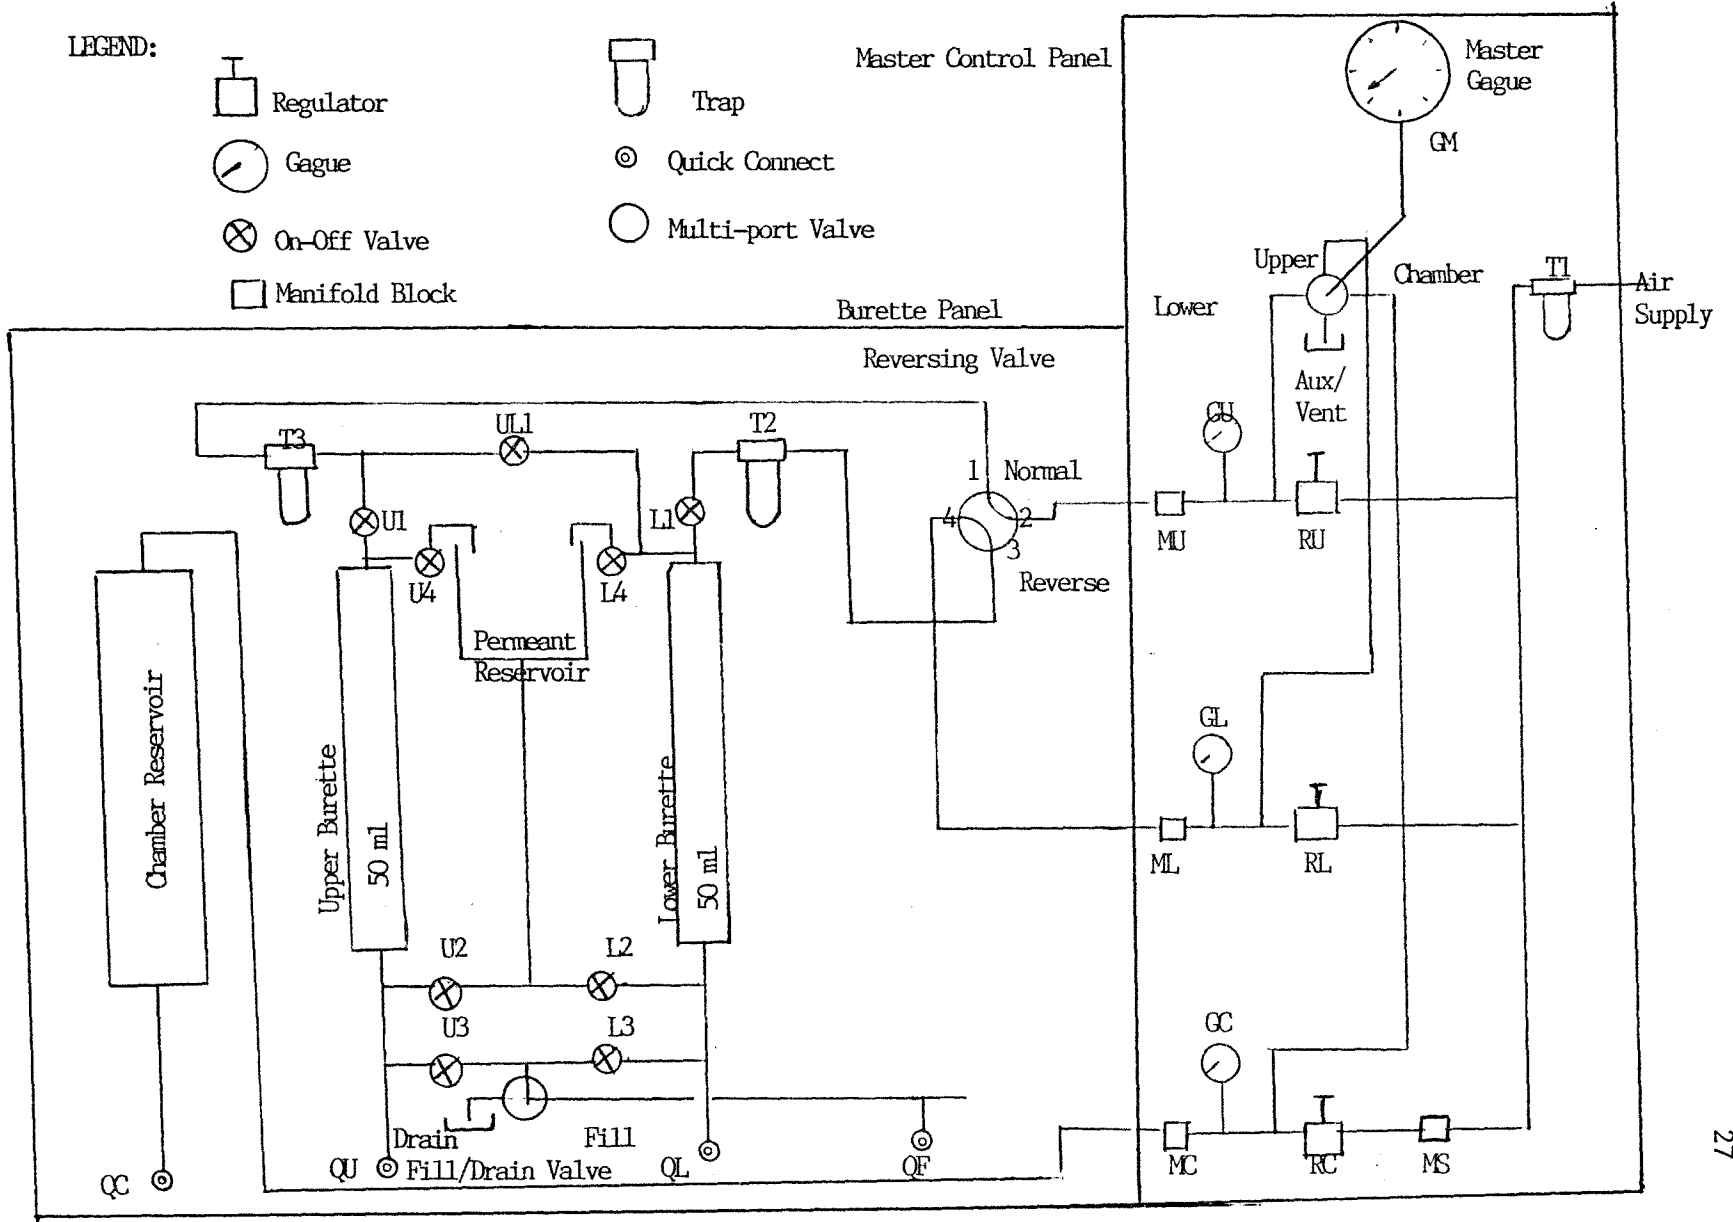 LEGEND:
Regulator
Gague
On-Off Valve
Manifold Block
Trap
Quick Connect
Multi-port Valve
Master Control Panel
Master
Gague
GM
Upper
Chamber
Lower
T1
Air
Supply
Aux/
Vent
Burette Panel
Reversing Valve
GU
T3
UL1
T2
1 Normal
2
4
3
Reverse
U1
L1
U4
L4
MU
RU
Permeant
Reservoir
Chamber Reservoir
Upper Burette
50 ml
Lower Burette
50 ml
GL
ML
RL
U2
L2
U3
L3
GC
Drain
Fill
Fill/Drain Valve
QC
QU
QL
QF
MC
RC
MS
27